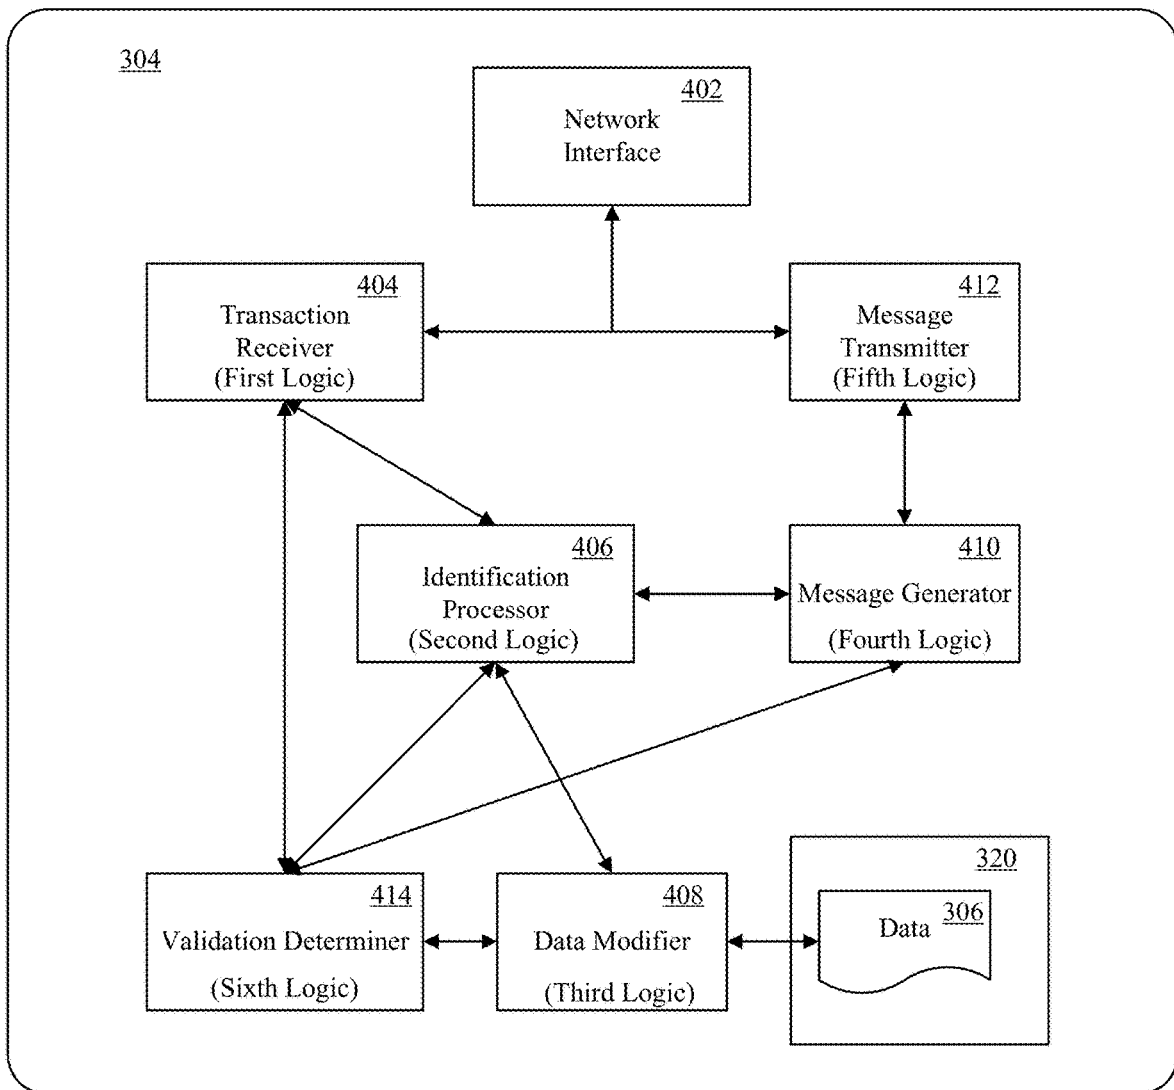 304
402
Network
Interface
404
Transaction
Receiver
(First Logic)
412
Message
Transmitter
(Fifth Logic)
406
Identification
Processor
(Second Logic)
410
Message Generator
(Fourth Logic)
414
Validation Determiner
(Sixth Logic)
408
Data Modifier
(Third Logic)
320
306
Data